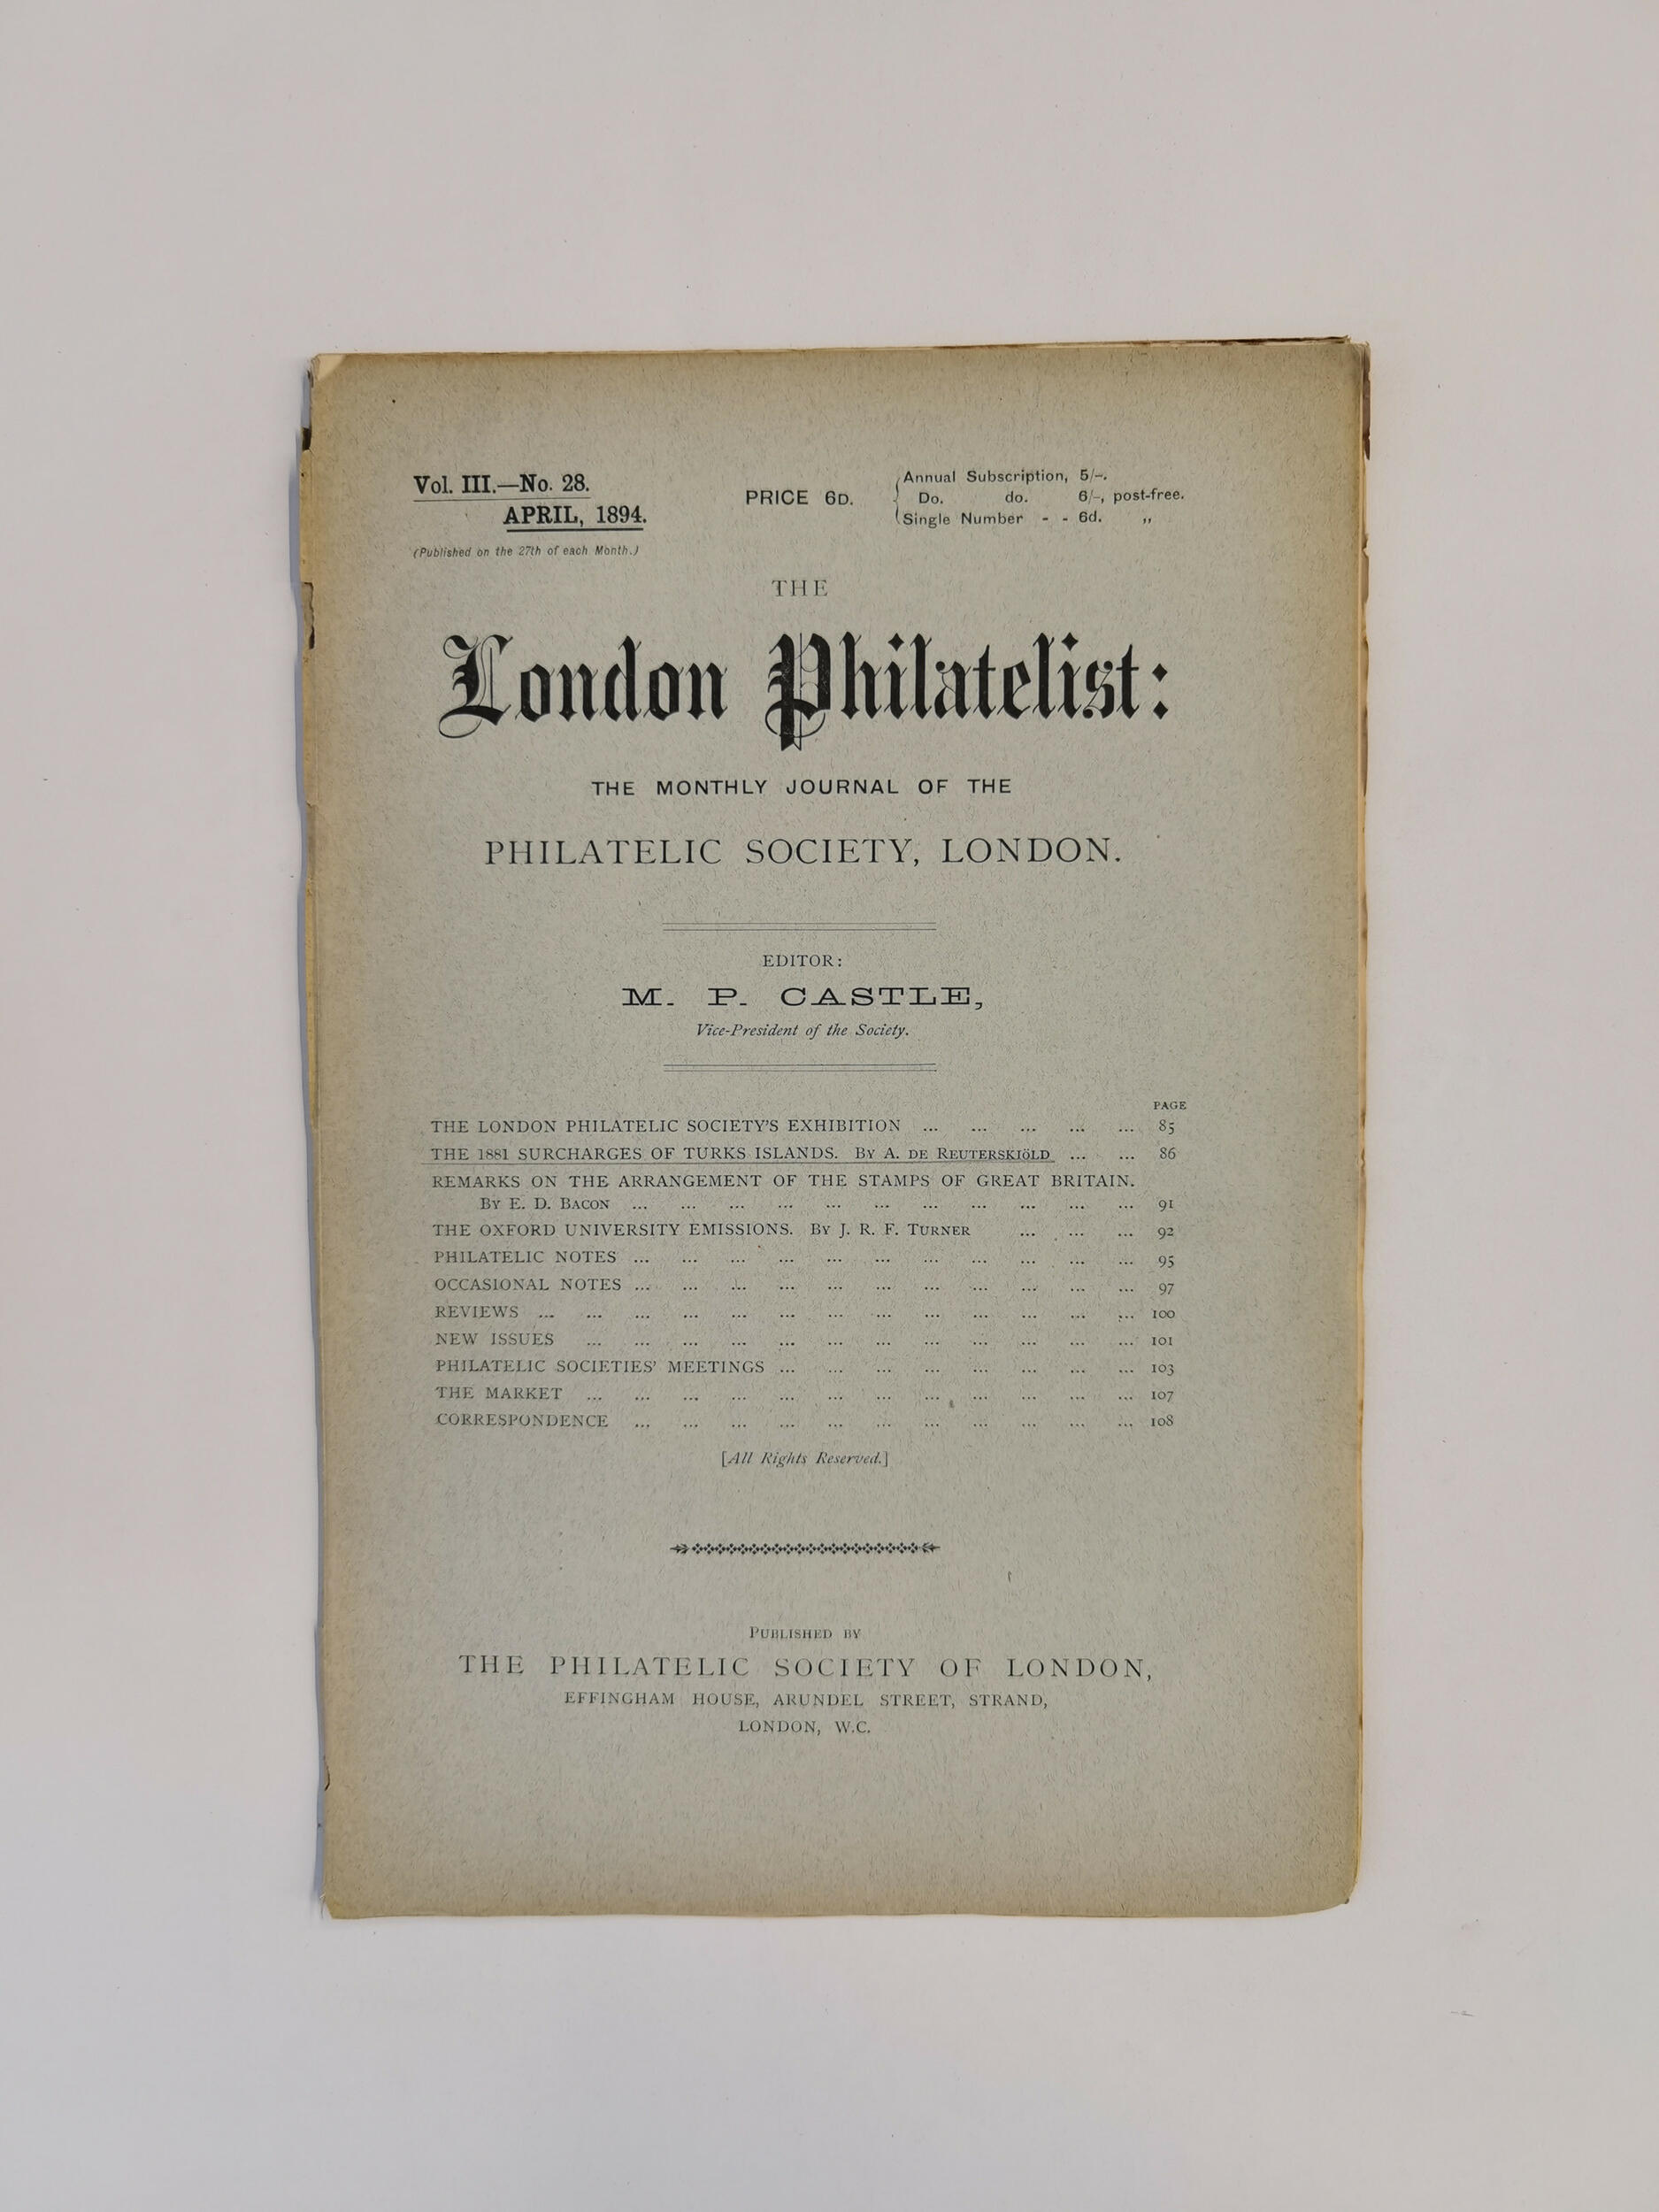 Vol. III.—No. 28.
APRIL, 1894.
(Published on the 27th of each Month.)
PRICE 6D.
Annual Subscription, 5/-.
Do. do. 6/-, post-free.
Single Number - - 6d. ,,
THE
London Philatelist:
THE MONTHLY JOURNAL OF THE
PHILATELIC SOCIETY, LONDON.
EDITOR:
M. P. CASTLE,
Vice-President of the Society.
PAGE
THE LONDON PHILATELIC SOCIETY'S EXHIBITION ... ... ... ... ... 85
THE 1881 SURCHARGES OF TURKS ISLANDS. BY A. DE REUTERSKIöLD ... ... 86
REMARKS ON THE ARRANGEMENT OF THE STAMPS OF GREAT BRITAIN.
BY E. D. BACON ... ... ... ... ... ... ... ... ... ... ... 91
THE OXFORD UNIVERSITY EMISSIONS. BY J. R. F. TURNER ... ... ... 92
PHILATELIC NOTES ... ... ... ... ... ... ... ... ... ... ... 95
OCCASIONAL NOTES ... ... ... ... ... ... ... ... ... ... ... 97
REVIEWS ... ... ... ... ... ... ... ... ... ... ... ... ... 100
NEW ISSUES ... ... ... ... ... ... ... ... ... ... ... ... 101
PHILATELIC SOCIETIES' MEETINGS ... ... ... ... ... ... ... ... 103
THE MARKET ... ... ... ... ... ... ... ... ... ... ... ... 107
CORRESPONDENCE ... ... ... ... ... ... ... ... ... ... ... 108
[All Rights Reserved.]
PUBLISHED BY
THE PHILATELIC SOCIETY OF LONDON,
EFFINGHAM HOUSE, ARUNDEL STREET, STRAND,
LONDON, W.C.